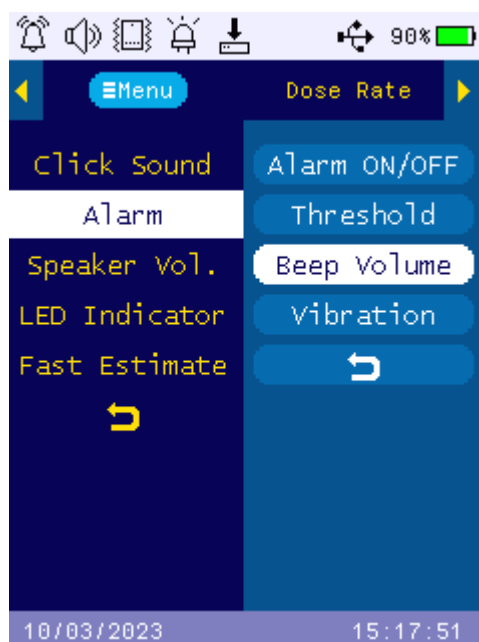 90%
Menu
Dose Rate
Click Sound
Alarm
Speaker Vol.
LED Indicator
Fast Estimate
Alarm ON/OFF
Threshold
Beep Volume
Vibration
10/03/2023 15:17:51